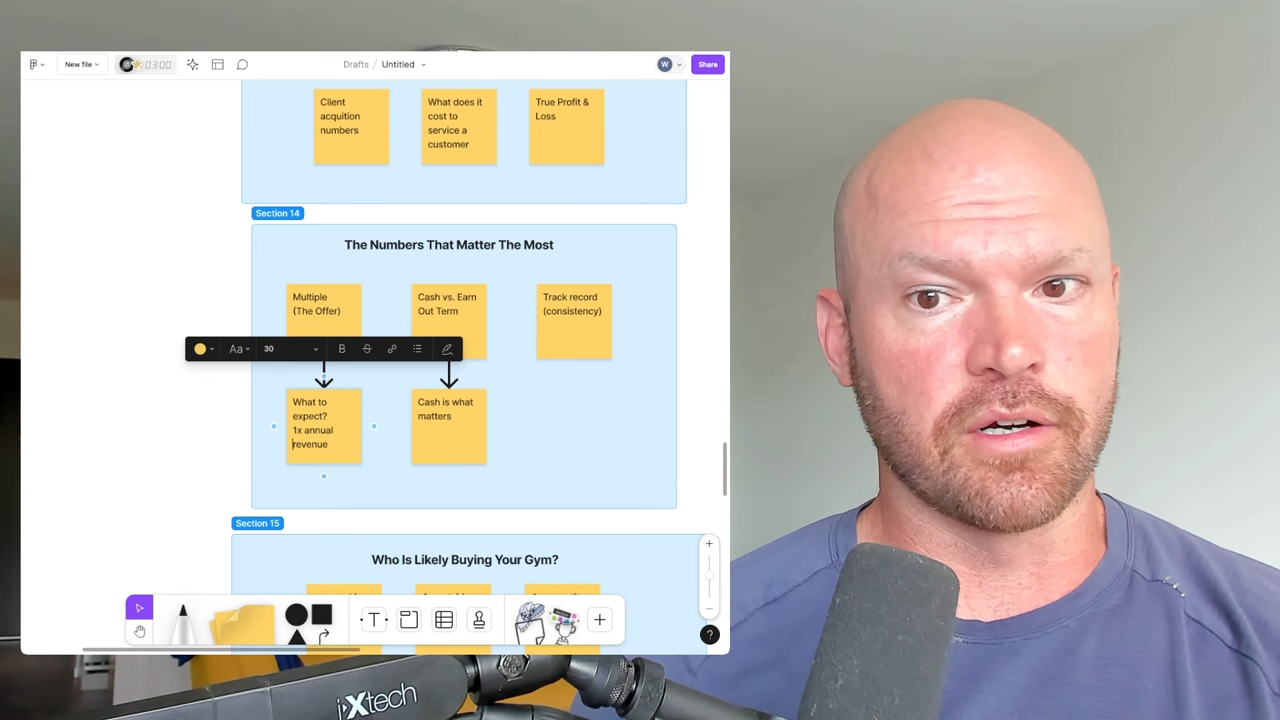 New file
03:00
Drafts / Untitled
W
Share
Client
acquition
numbers
What does it
cost to
service a
customer
True Profit &
Loss
Section 14
The Numbers That Matter The Most
Multiple
(The Offer)
Cash vs. Earn
Out Term
Track record
(consistency)
Aa
30
B
S
What to
expect?
1x annual
revenue
Cash is what
matters
Section 15
Who Is Likely Buying Your Gym?
T
?
iXtech